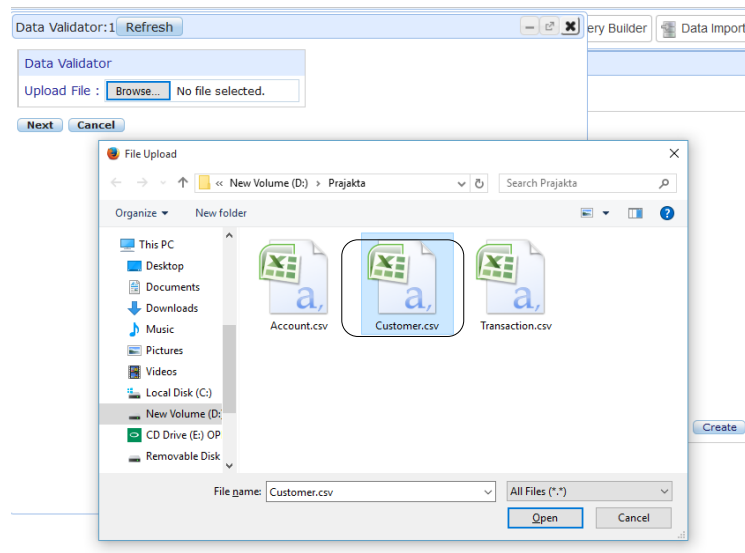 Data Validator:1 Refresh
ery Builder Data Import
Data Validator
Upload File : Browse... No file selected.
Next Cancel
File Upload
« New Volume (D:) › Prajakta Search Prajakta
Organize New folder
This PC
Desktop
Documents
Downloads
Music
Pictures
Videos
Local Disk (C:)
New Volume (D:
CD Drive (E:) OP
Removable Disk
Account.csv Customer.csv Transaction.csv
Create
File name: Customer.csv All Files (*.*)
Open Cancel